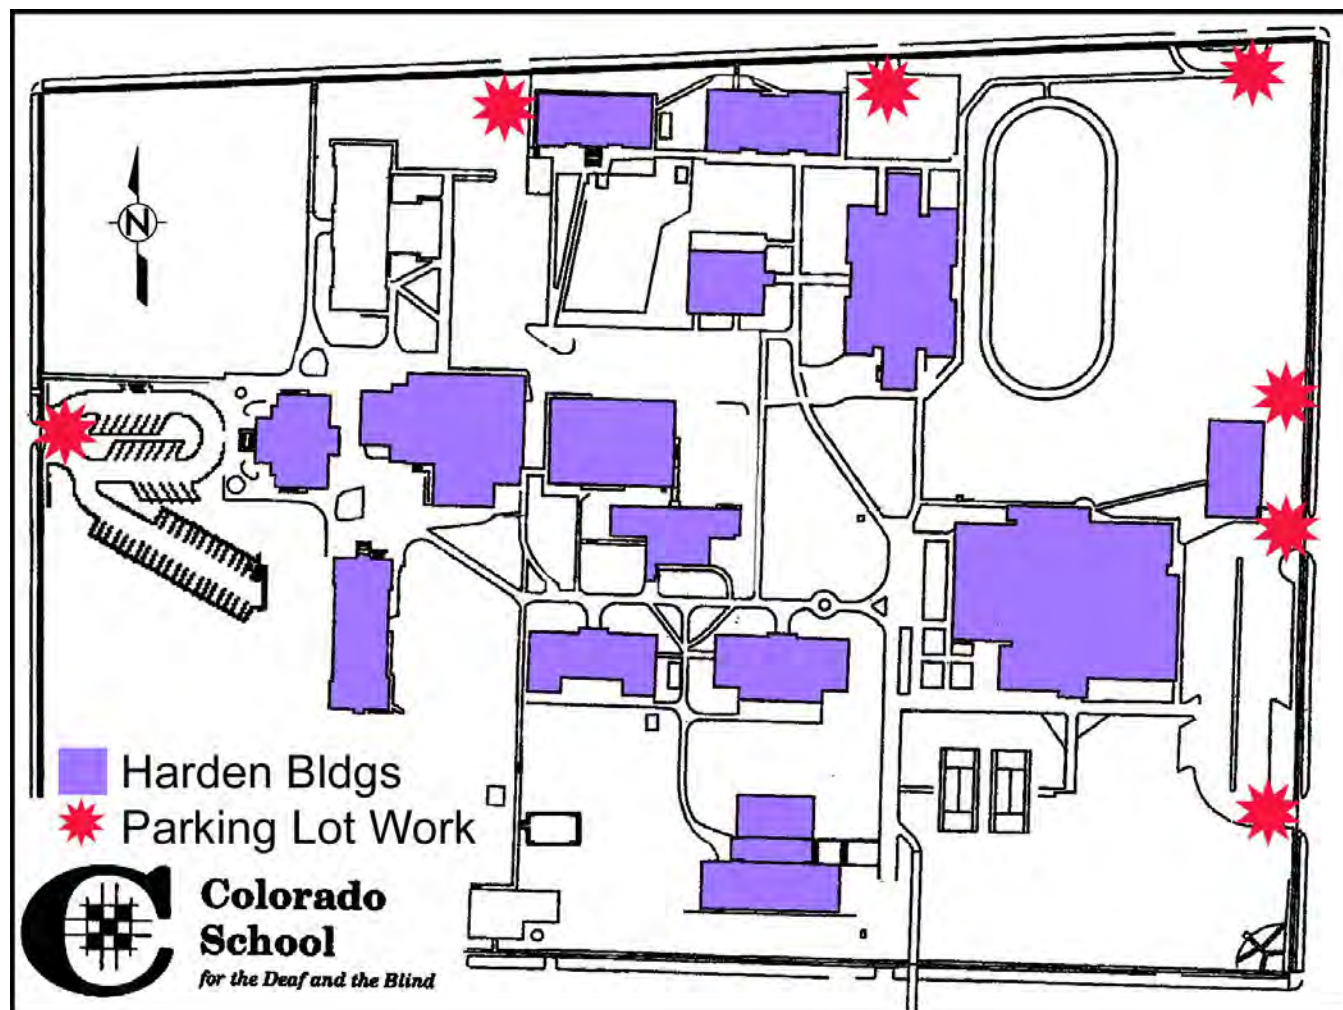 N
Harden Bldgs
Parking Lot Work
Colorado
School
for the Deaf and the Blind